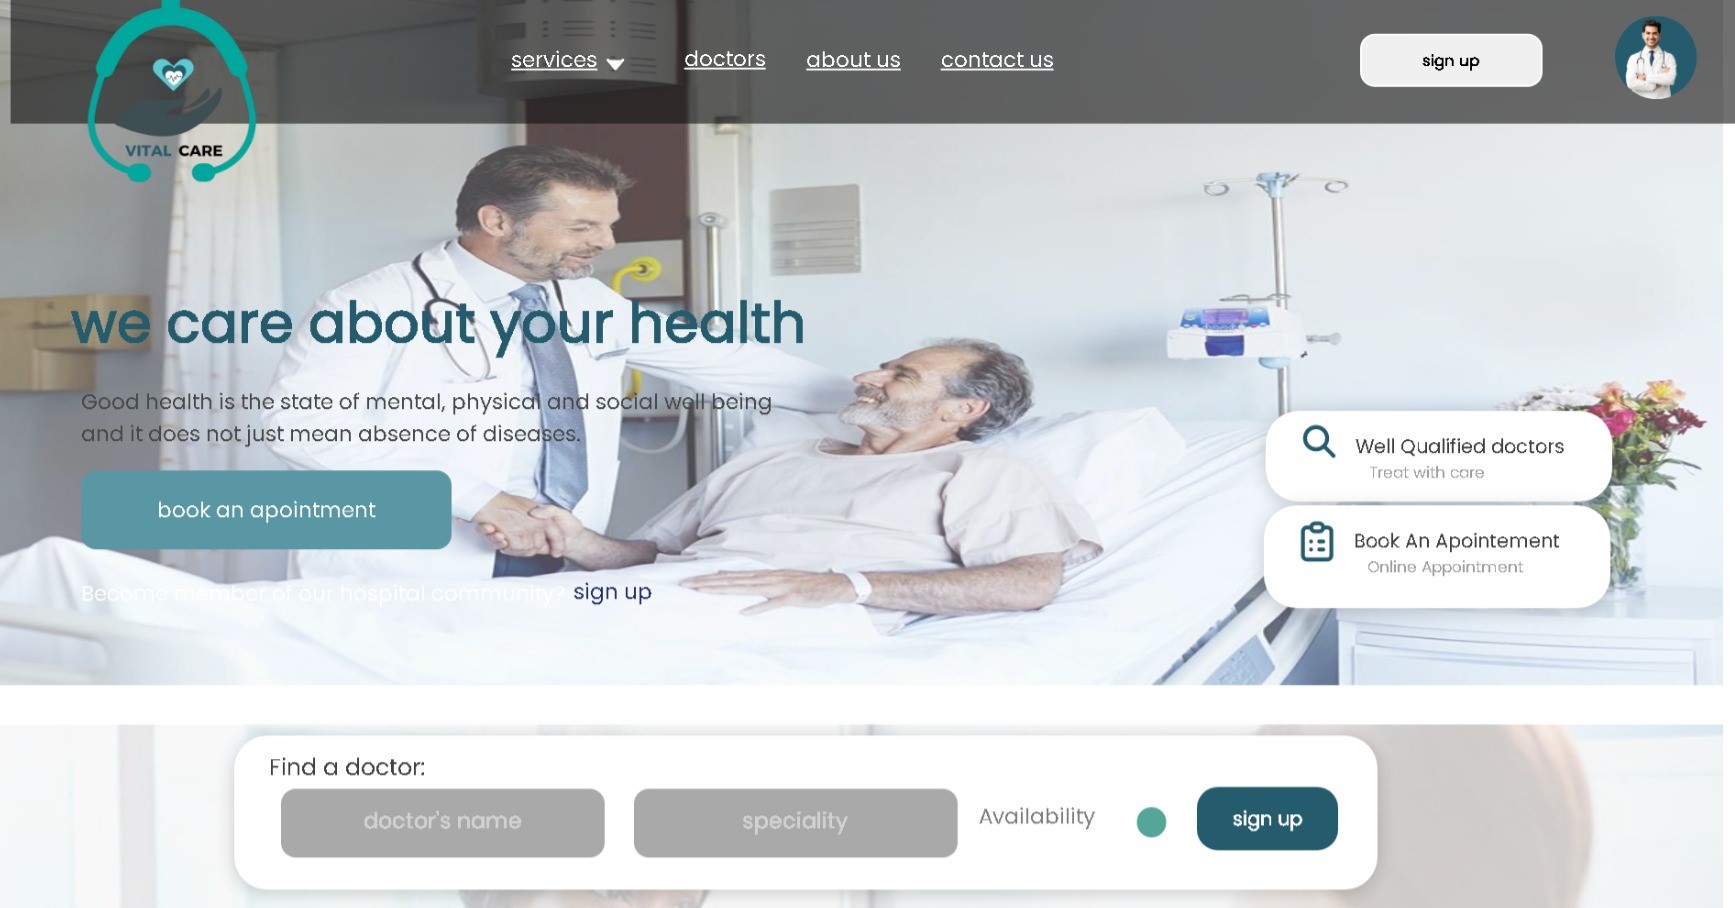 services
doctors
about us
contact us
sign up
VITAL CARE
we care about your health
Good health is the state of mental, physical and social well being
and it does not just mean absence of diseases.
book an apointment
Become member of our hospital community? sign up
Well Qualified doctors
Treat with care
Book An Apointement
Online Appointment
Find a doctor:
doctor's name
speciality
Availability
sign up